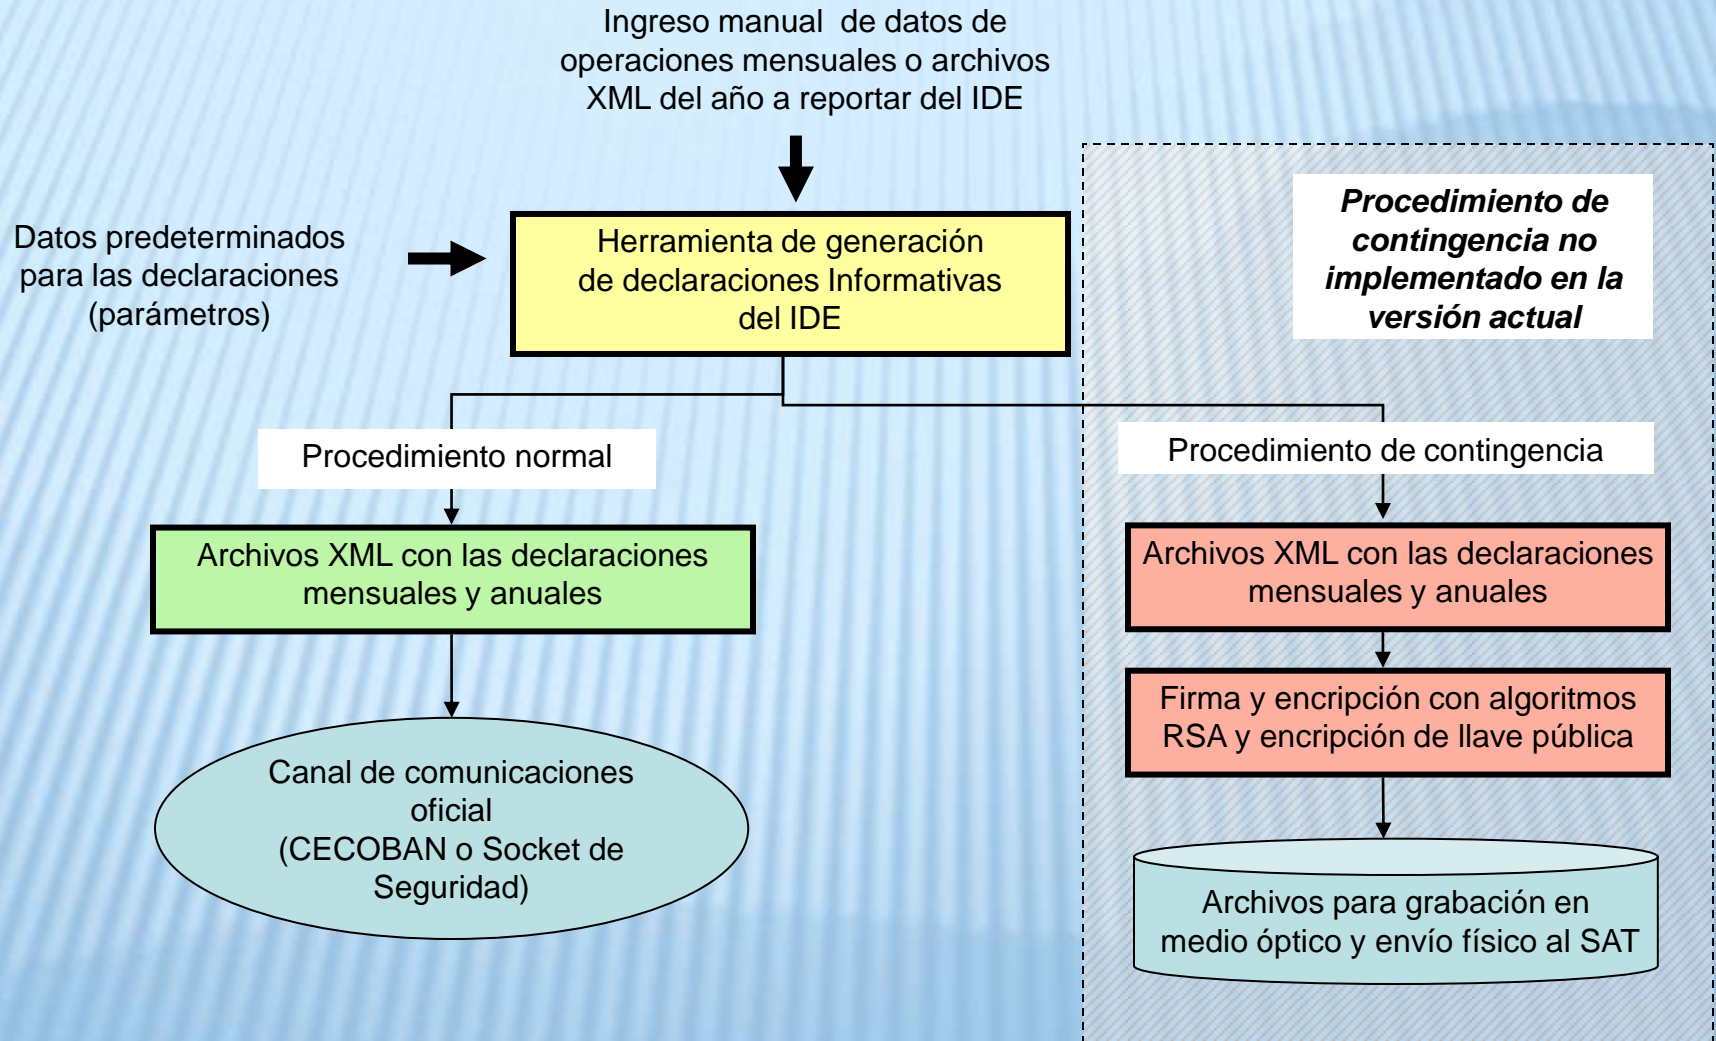 Ingreso manual de datos de
operaciones mensuales o archivos
XML del año a reportar del IDE
Datos predeterminados
para las declaraciones
(parámetros)
Herramienta de generación
de declaraciones Informativas
del IDE
Procedimiento de
contingencia no
implementado en la
versión actual
Procedimiento normal
Procedimiento de contingencia
Archivos XML con las declaraciones
mensuales y anuales
Archivos XML con las declaraciones
mensuales y anuales
Firma y encripción con algoritmos
RSA y encripción de llave pública
Canal de comunicaciones
oficial
(CECOBAN o Socket de
Seguridad)
Archivos para grabación en
medio óptico y envío físico al SAT